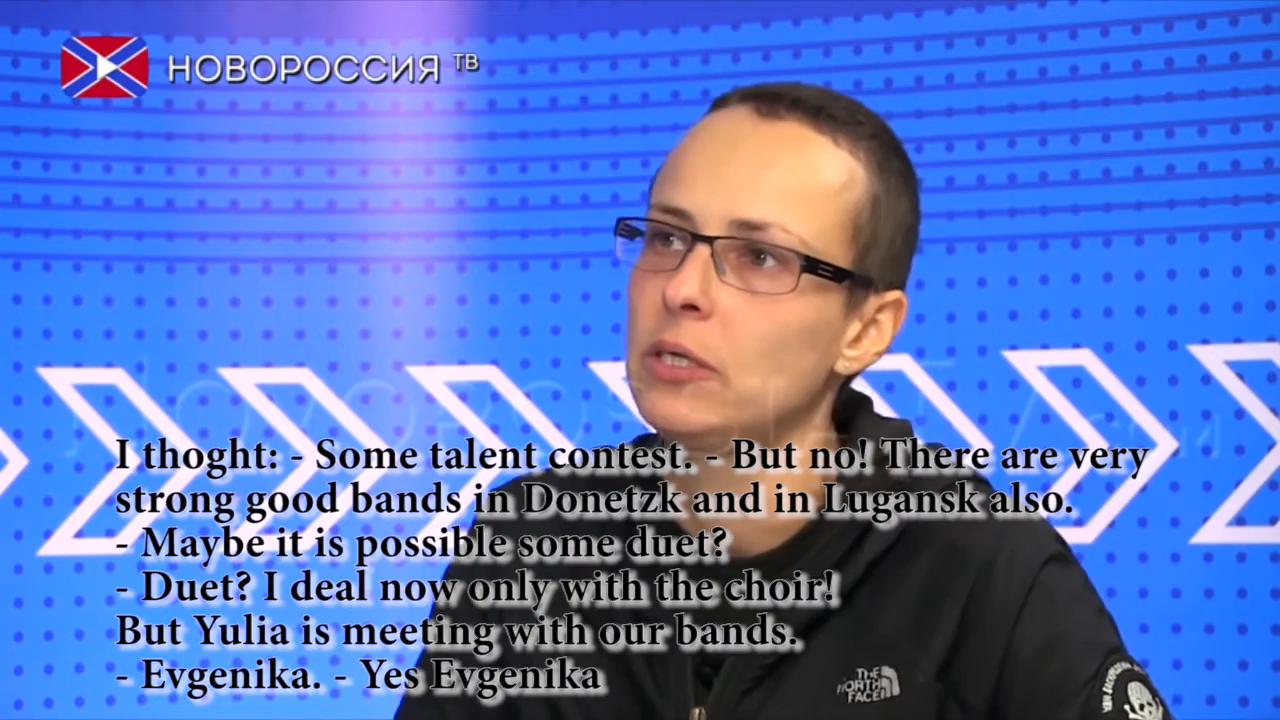 НОВОРОССИЯ ТВ
I thoght: - Some talent contest. - But no! There are very
strong good bands in Donetzk and in Lugansk also.
- Maybe it is possible some duet?
- Duet? I deal now only with the choir!
But Yulia is meeting with our bands.
- Evgenika. - Yes Evgenika
THE
NORTH
FACE